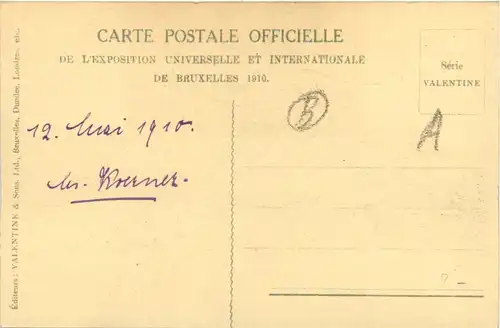 CARTE POSTALE OFFICIELLE
DE L'EXPOSITION UNIVERSELLE ET INTERNATIONALE
DE BRUXELLES 1910.
Série
VALENTINE
Éditeurs: VALENTINE & Sons, Ltd., Bruxelles, Dundee, Londres, etc.
12. Mai 1910.
Koerner.
B
A